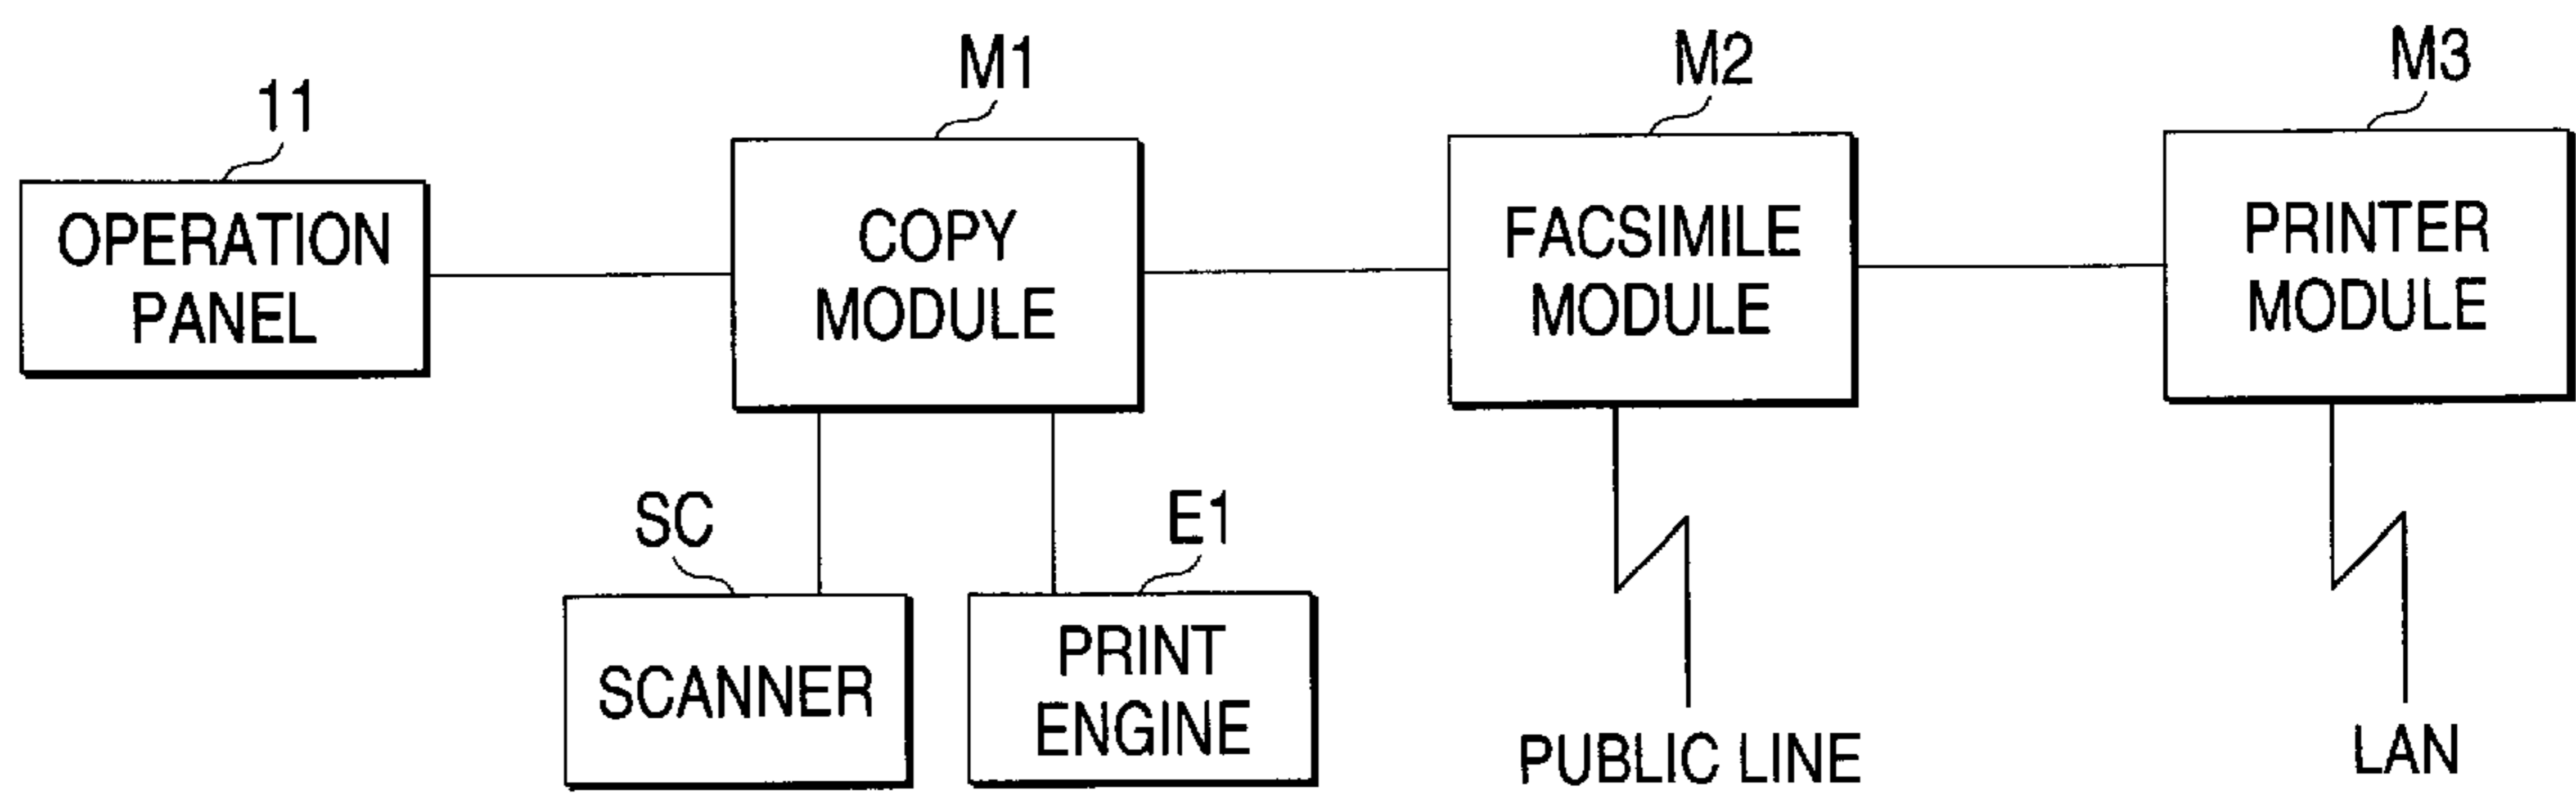 11
OPERATION
PANEL
M1
COPY
MODULE
M2
FACSIMILE
MODULE
M3
PRINTER
MODULE
SC
SCANNER
E1
PRINT
ENGINE
PUBLIC LINE
LAN